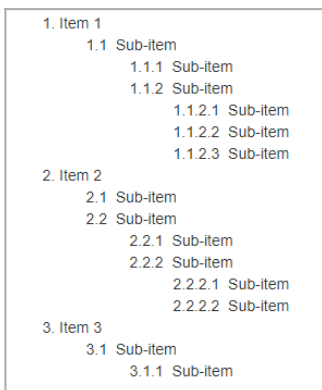 1. Item 1
1.1 Sub-item
1.1.1 Sub-item
1.1.2 Sub-item
1.1.2.1 Sub-item
1.1.2.2 Sub-item
1.1.2.3 Sub-item
2. Item 2
2.1 Sub-item
2.2 Sub-item
2.2.1 Sub-item
2.2.2 Sub-item
2.2.2.1 Sub-item
2.2.2.2 Sub-item
3. Item 3
3.1 Sub-item
3.1.1 Sub-item